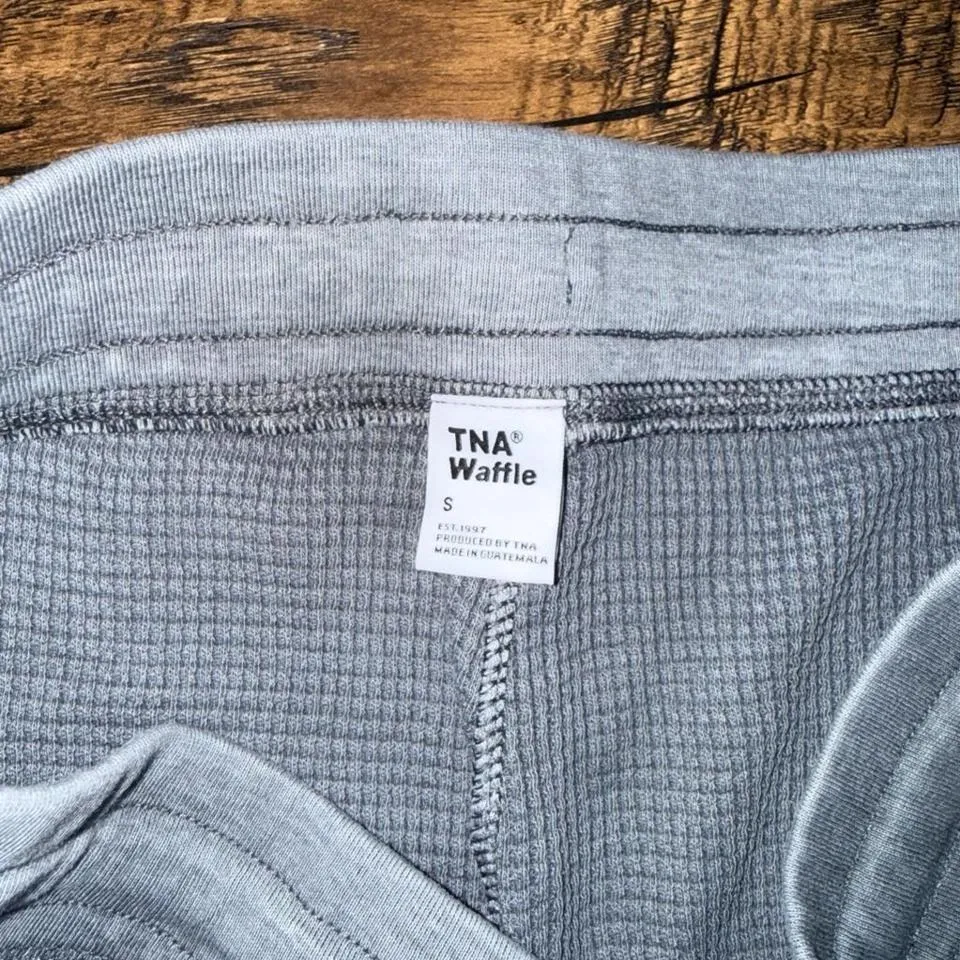 TNA®
Waffle
S
EST.1997
PRODUCED BY TNA
MADE IN GUATEMALA